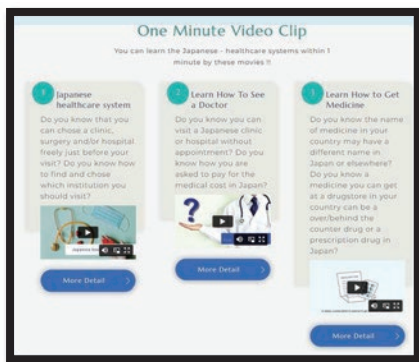 One Minute Video Clip
You can learn the Japanese - healthcare systems within 1
minute by these movies !!
1
Japanese
healthcare system
Do you know that you
can chose a clinic,
surgery and/or hospital
freely just before your
visit? Do you know how
to find and chose
which institution you
should visit?
More Detail
2
Learn How To See
a Doctor
Do you know you can
visit a Japanese clinic
or hospital without
appointment? Do you
know how you are
asked to pay for the
medical cost in Japan?
?
More Detail
3
Learn How to Get
Medicine
Do you know the name
of medicine in your
country may have a
different name in
Japan or elsewhere?
Do you know a
medicine you can get
at a drugstore in your
country can be a
over/behind the
counter drug or a
prescription drug in
Japan?
More Detail